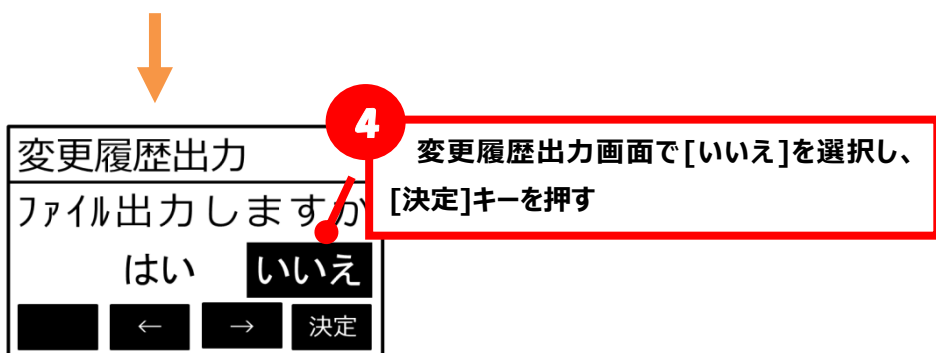 4
変更履歴出力画面で[いいえ]を選択し、
[決定]キーを押す
変更履歴出力
ﾌｧｲﾙ出力しますか
はい いいえ
← → 決定